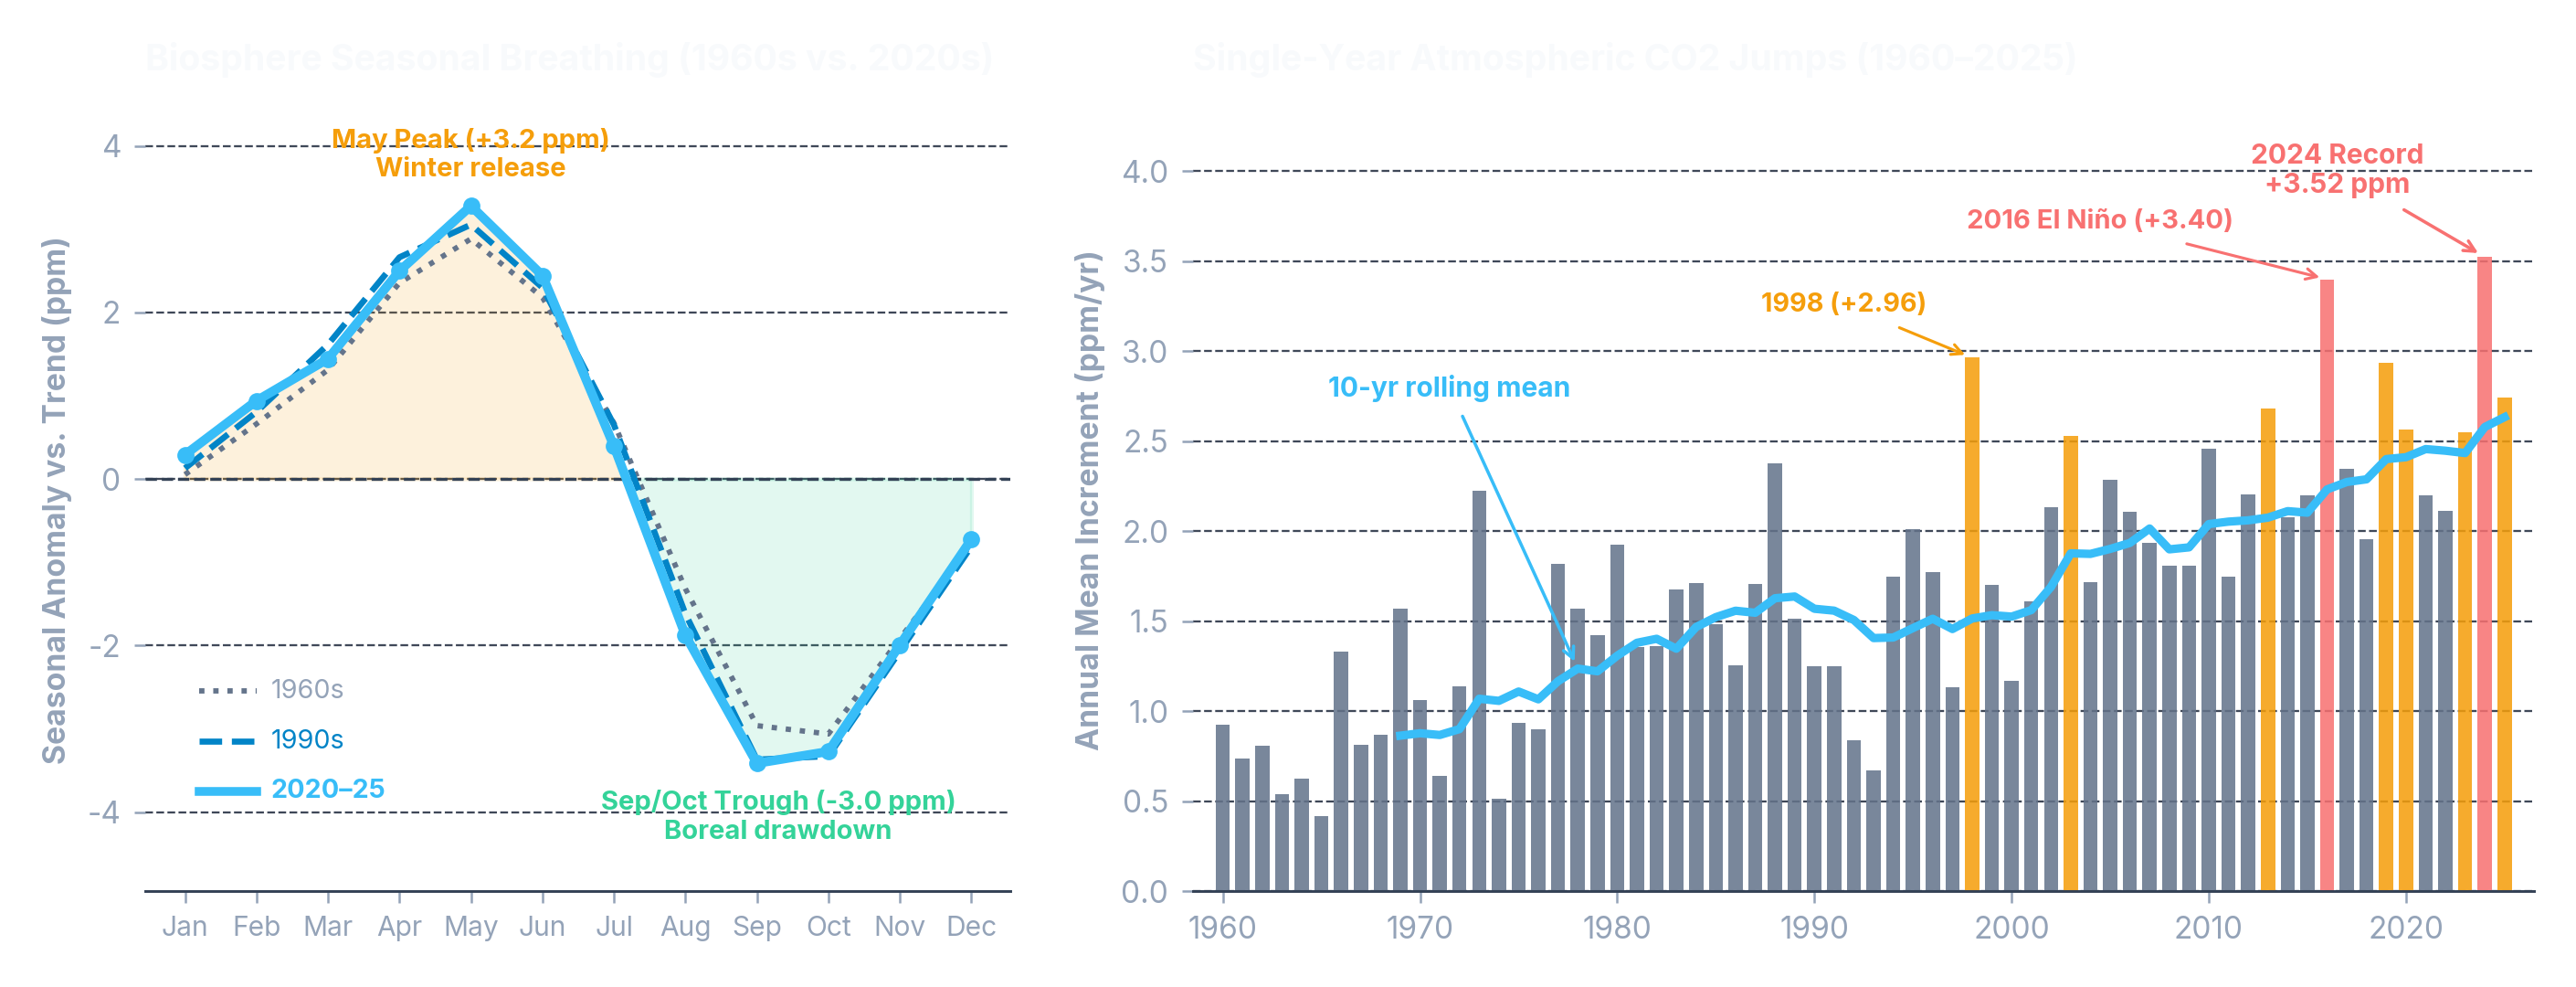 Biosphere Seasonal Breathing (1960s vs. 2020s)
Seasonal Anomaly vs. Trend (ppm)
4
2
0
-2
-4
May Peak (+3.2 ppm)
Winter release
1960s
1990s
2020–25
Sep/Oct Trough (-3.0 ppm)
Boreal drawdown
Jan Feb Mar Apr May Jun Jul Aug Sep Oct Nov Dec
Single-Year Atmospheric CO2 Jumps (1960–2025)
Annual Mean Increment (ppm/yr)
4.0
3.5
3.0
2.5
2.0
1.5
1.0
0.5
0.0
2024 Record
+3.52 ppm
2016 El Niño (+3.40)
1998 (+2.96)
10-yr rolling mean
1960 1970 1980 1990 2000 2010 2020